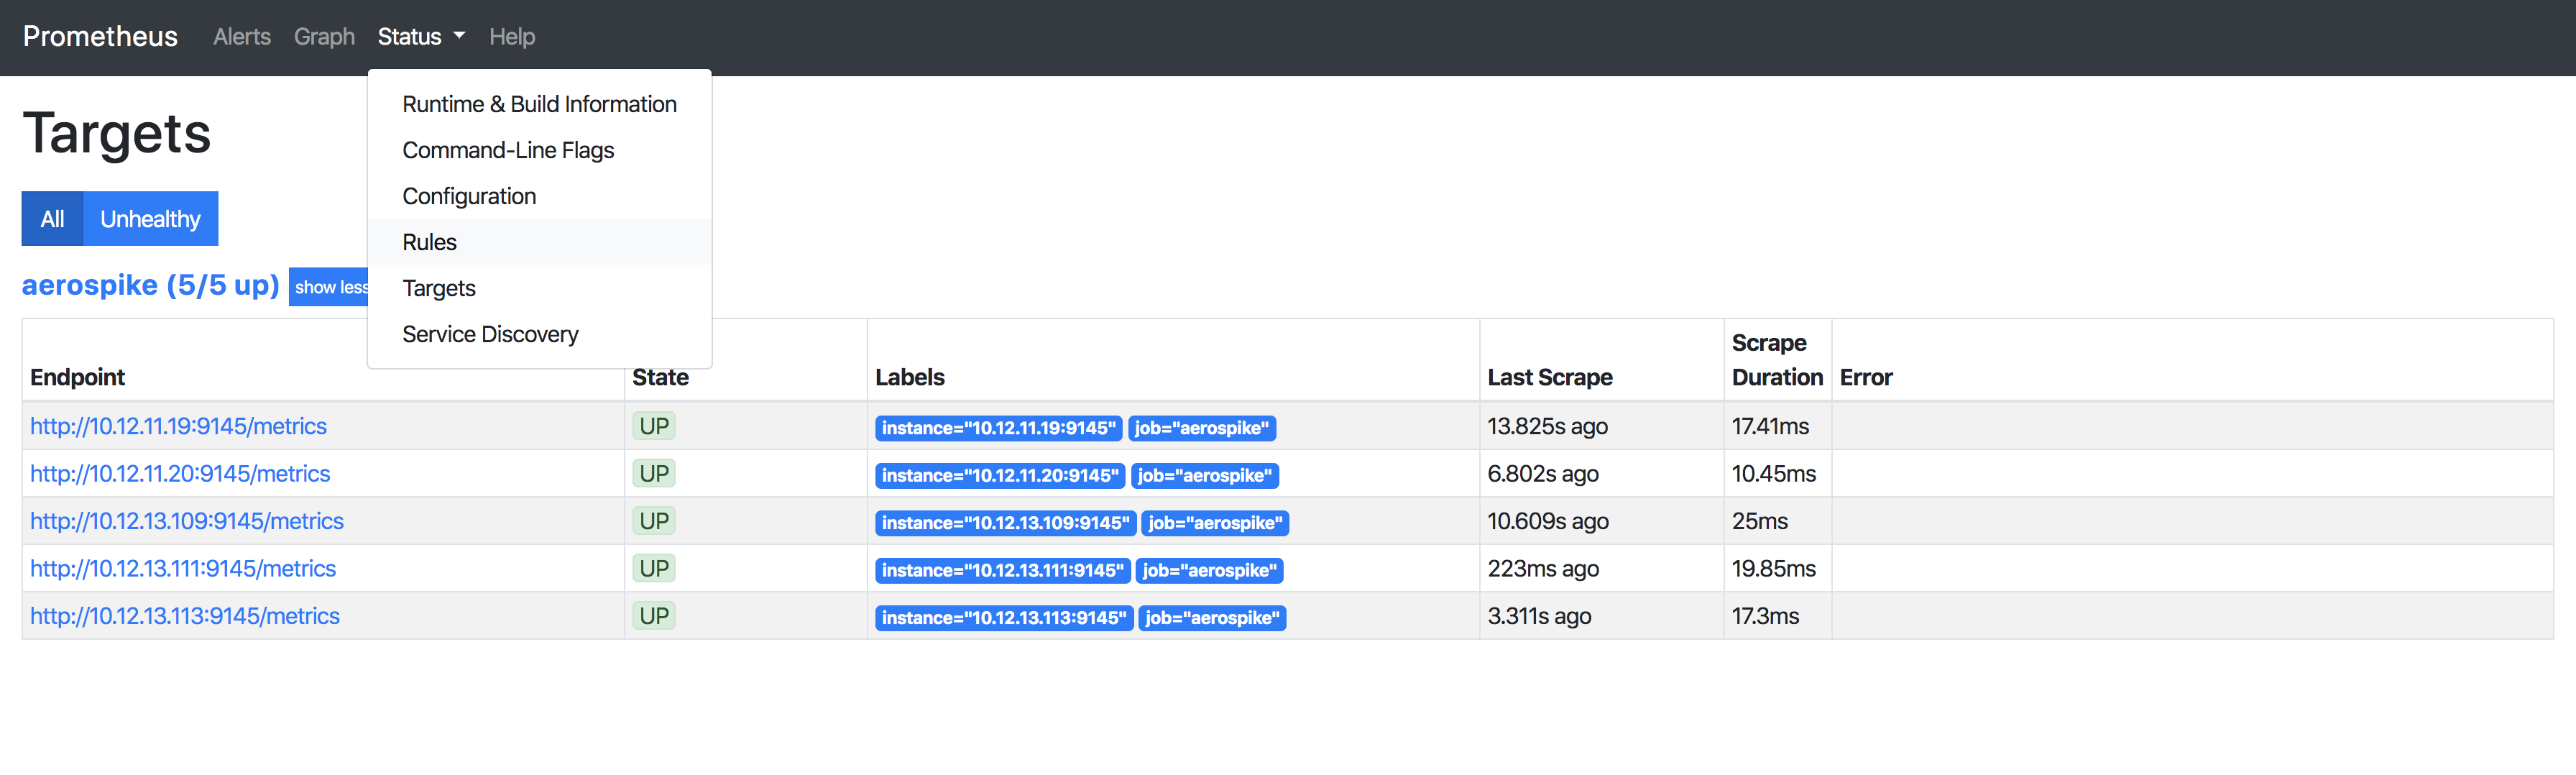 Prometheus Alerts Graph Status Help
Runtime & Build Information
Command-Line Flags
Configuration
Rules
Targets
Service Discovery
Targets
All Unhealthy
aerospike (5/5 up) show less
Endpoint State Labels Last Scrape Scrape Duration Error
http://10.12.11.19:9145/metrics UP instance="10.12.11.19:9145" job="aerospike" 13.825s ago 17.41ms
http://10.12.11.20:9145/metrics UP instance="10.12.11.20:9145" job="aerospike" 6.802s ago 10.45ms
http://10.12.13.109:9145/metrics UP instance="10.12.13.109:9145" job="aerospike" 10.609s ago 25ms
http://10.12.13.111:9145/metrics UP instance="10.12.13.111:9145" job="aerospike" 223ms ago 19.85ms
http://10.12.13.113:9145/metrics UP instance="10.12.13.113:9145" job="aerospike" 3.311s ago 17.3ms